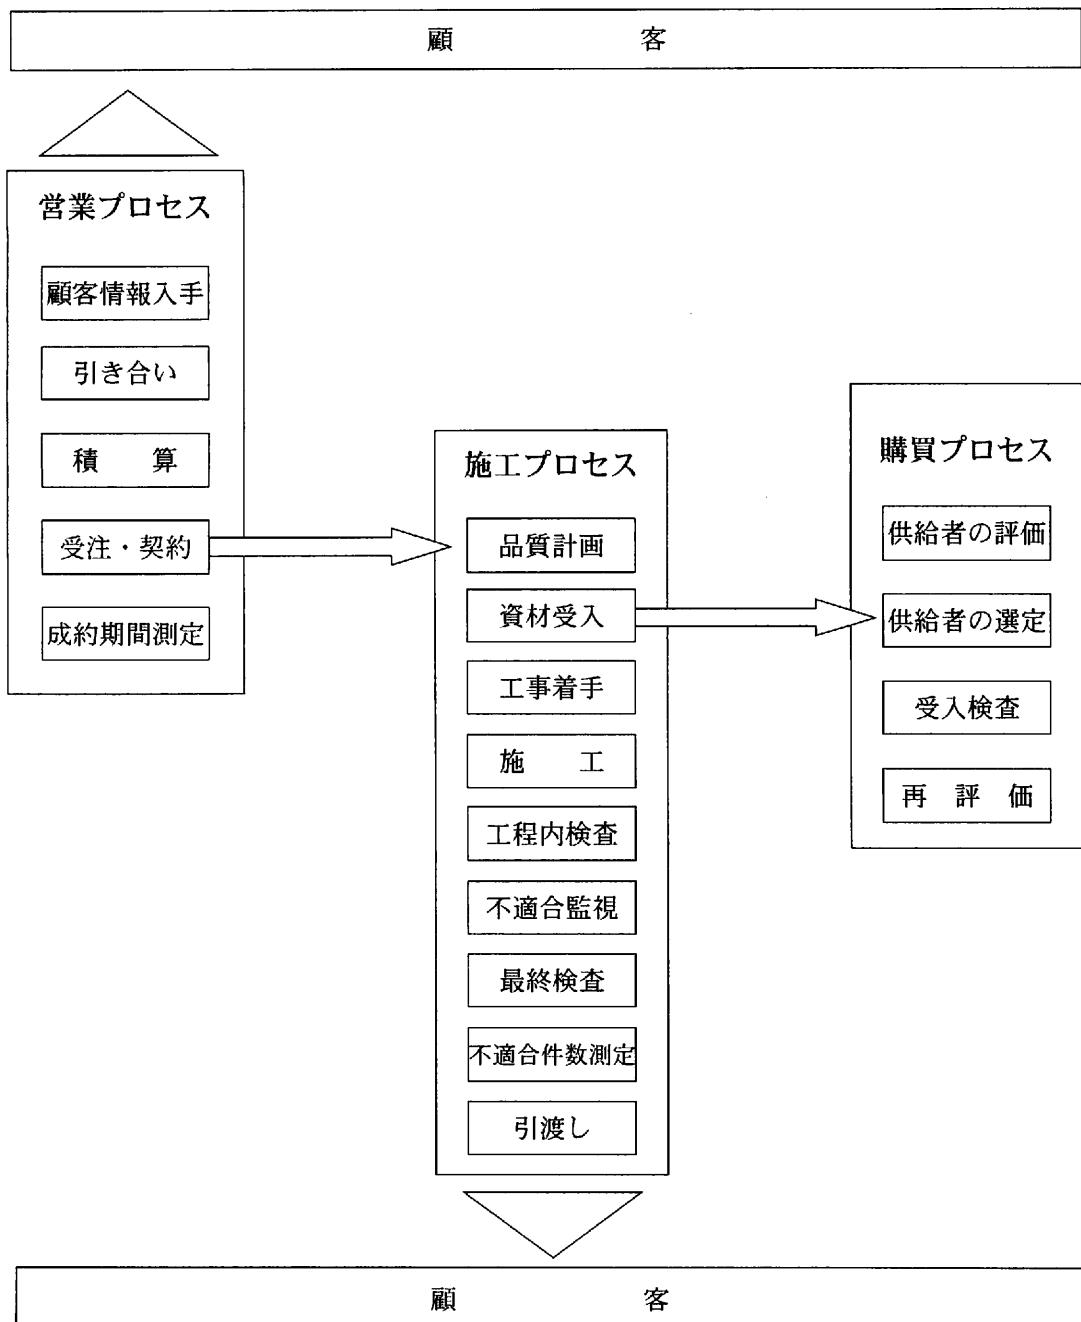 顧　客
営業プロセス
顧客情報入手
引き合い
積　算
受注・契約
成約期間測定
施工プロセス
品質計画
資材受入
工事着手
施　工
工程内検査
不適合監視
最終検査
不適合件数測定
引渡し
購買プロセス
供給者の評価
供給者の選定
受入検査
再　評　価
顧　客